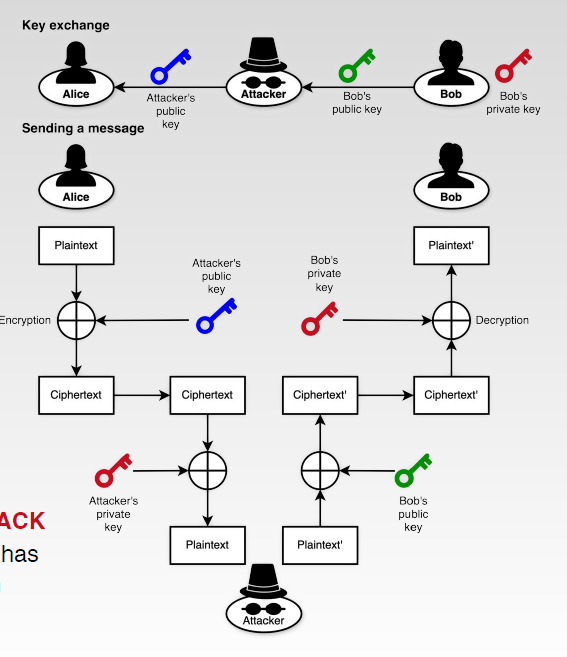 Key exchange
Alice
Attacker's
public
key
Attacker
Bob's
public key
Bob
Bob's
private key
Sending a message
Alice
Bob
Plaintext
Plaintext'
Attacker's
public
key
Bob's
private
key
Encryption
Decryption
Ciphertext
Ciphertext
Ciphertext'
Ciphertext'
Attacker's
private
key
Bob's
public
key
ACK
has
Plaintext
Plaintext'
Attacker